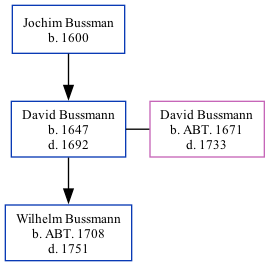 Jochim Bussman
b. 1600
David Bussmann
b. 1647
d. 1692
David Bussmann
b. ABT. 1671
d. 1733
Wilhelm Bussmann
b. ABT. 1708
d. 1751